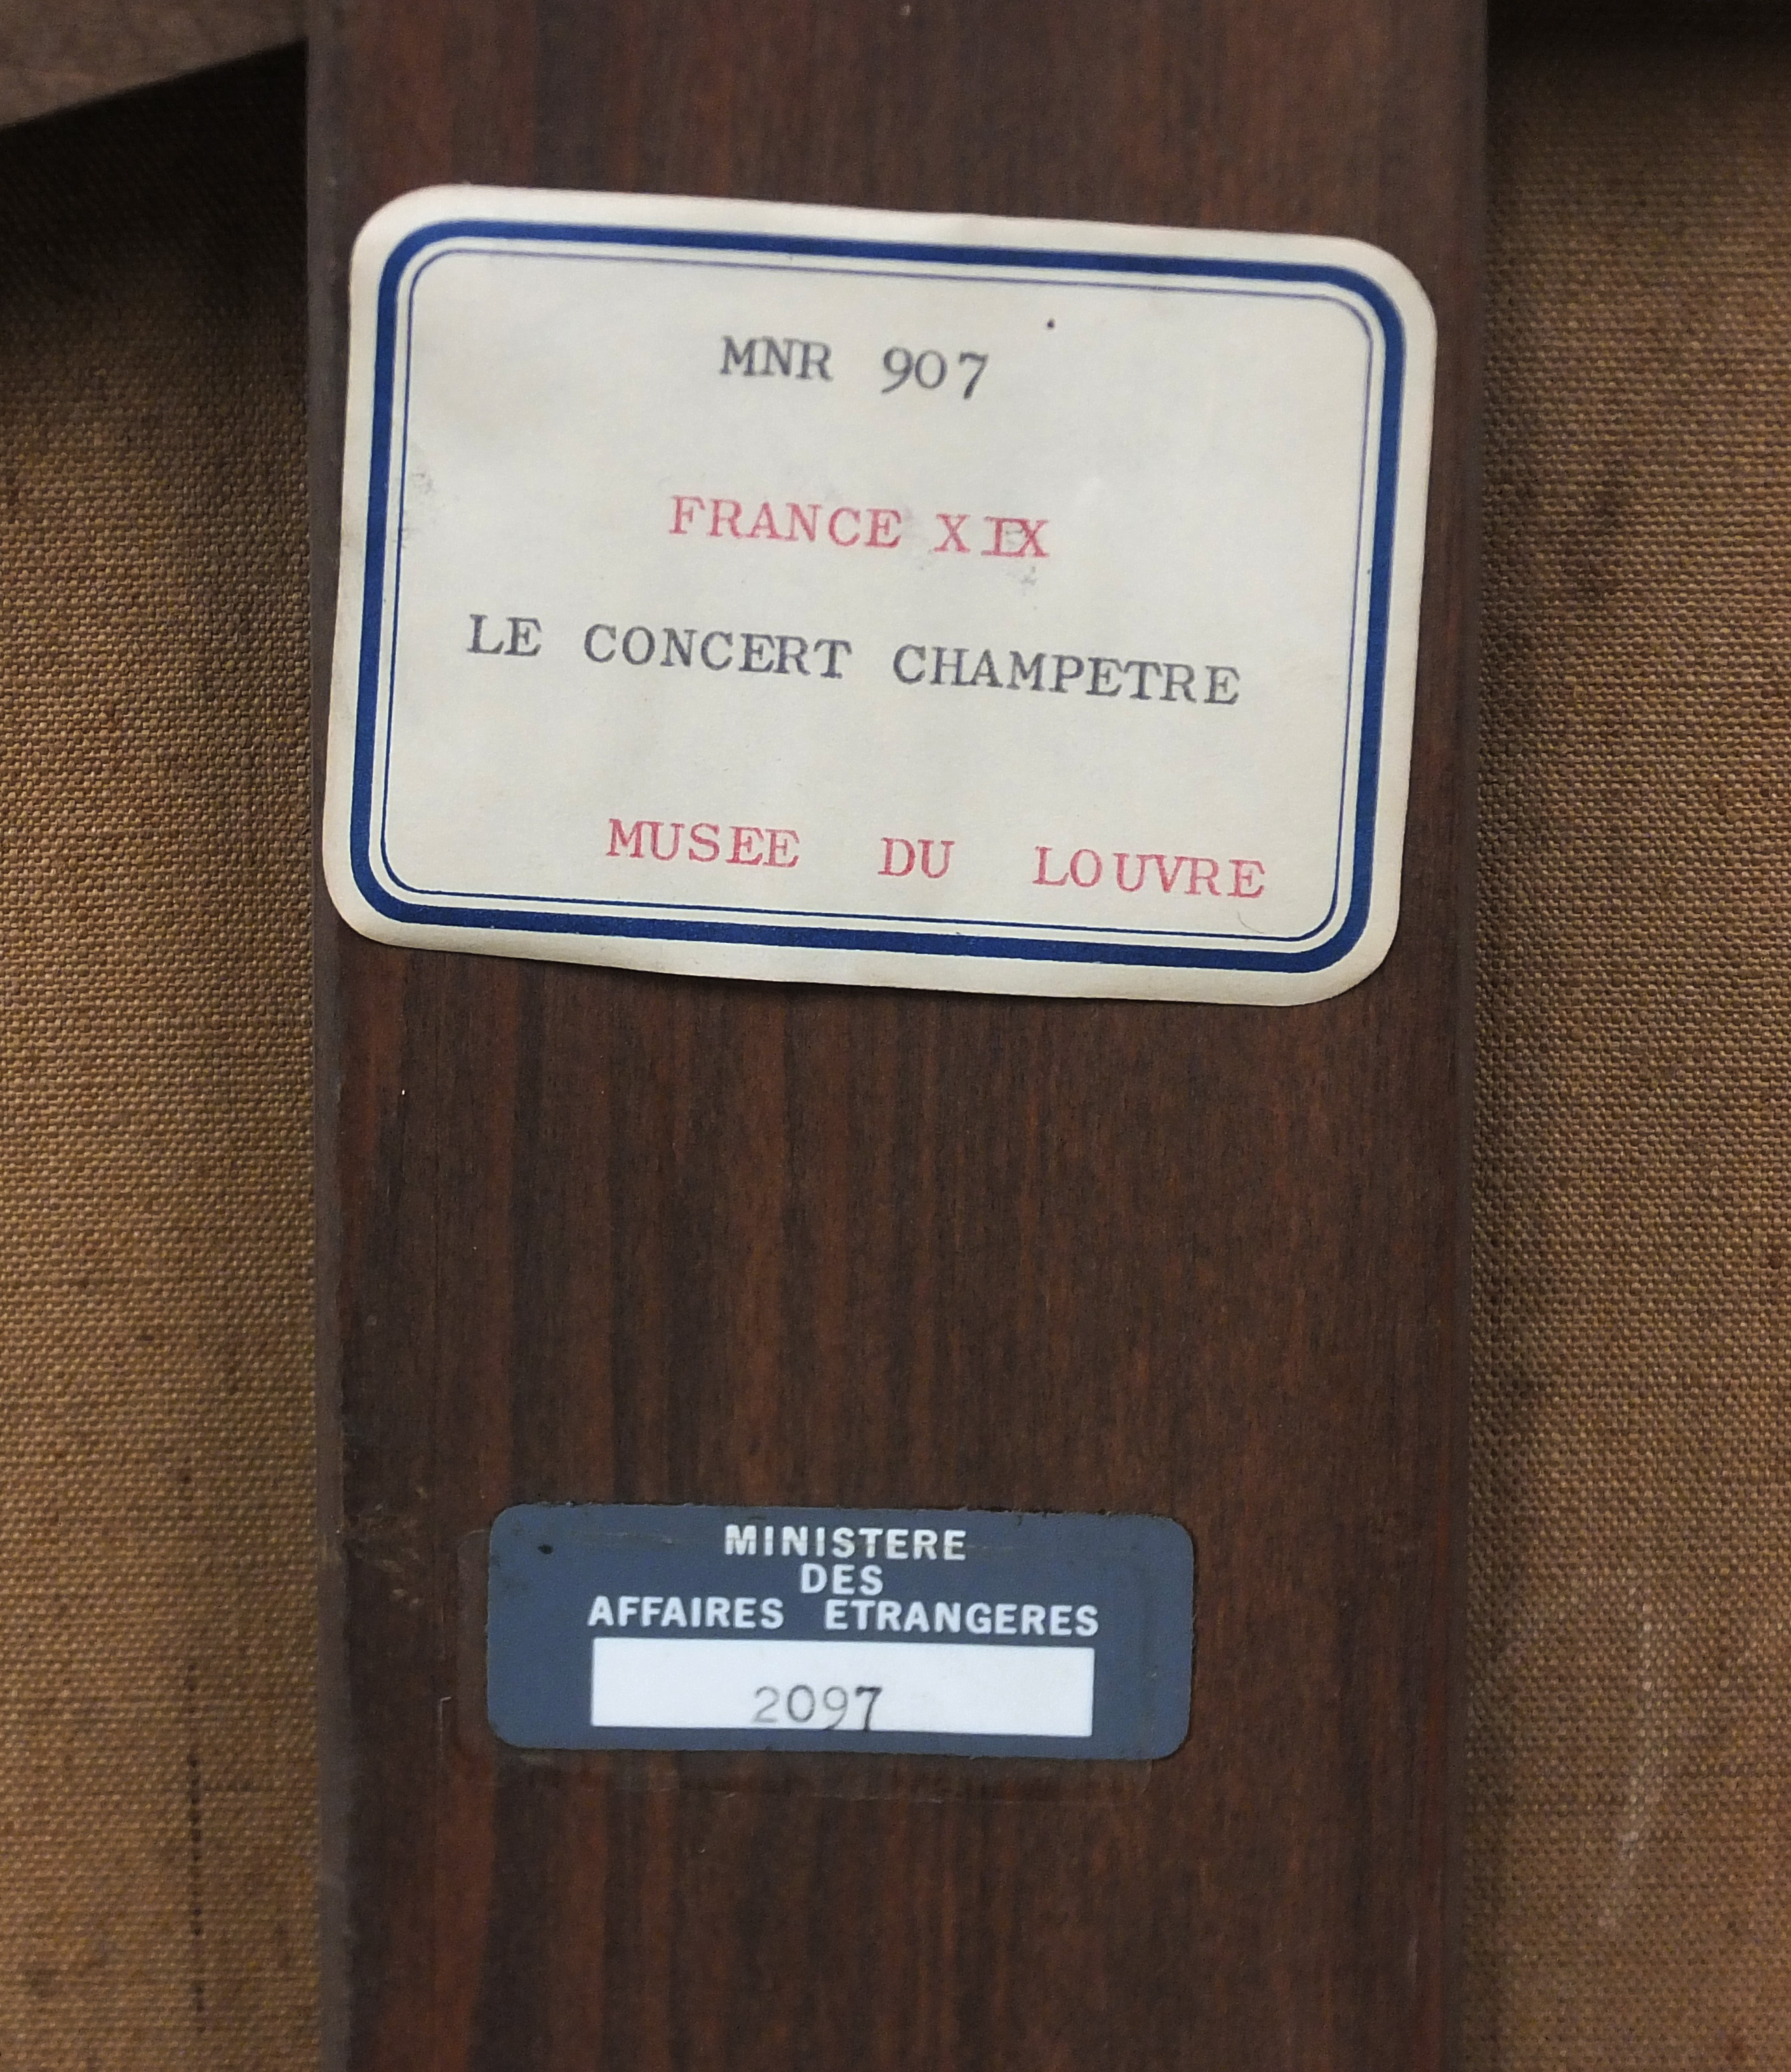 MNR 907
FRANCE XIX
LE CONCERT CHAMPETRE
MUSEE DU LOUVRE
MINISTERE
DES
AFFAIRES ETRANGERES
2097